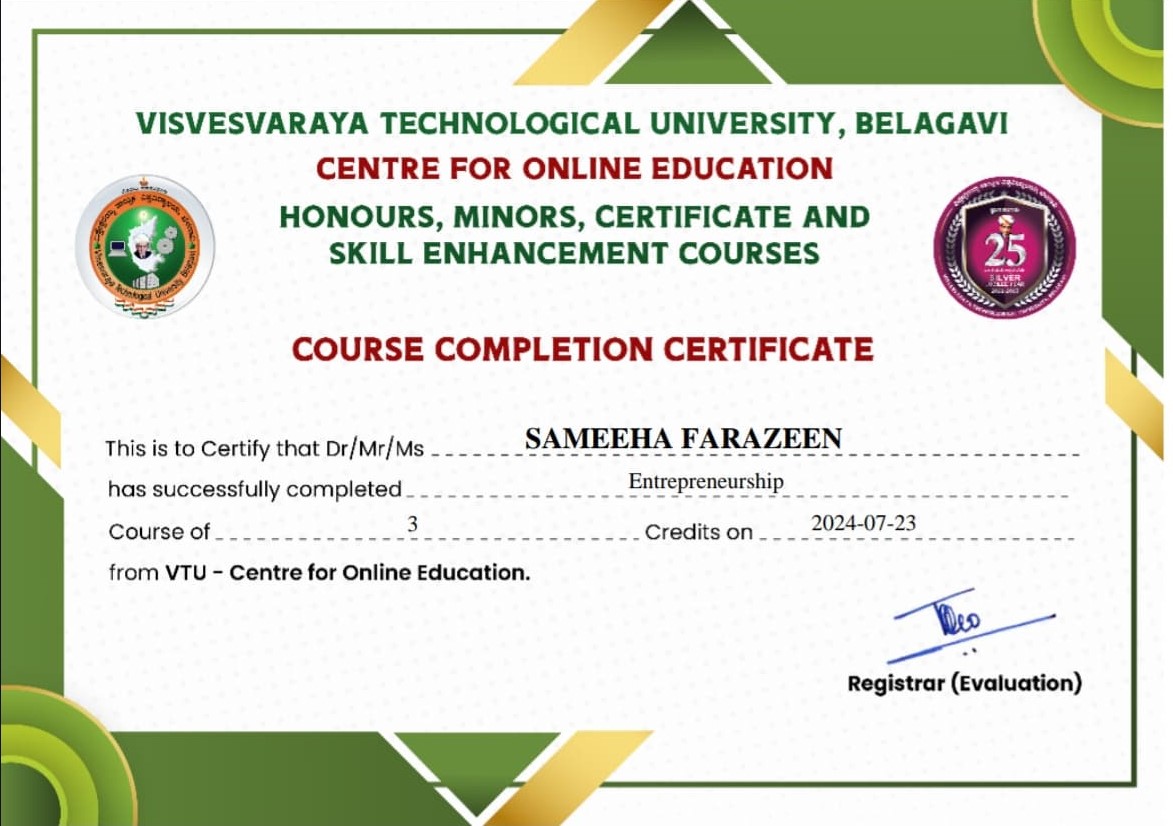 VISVESVARAYA TECHNOLOGICAL UNIVERSITY, BELAGAVI
CENTRE FOR ONLINE EDUCATION
HONOURS, MINORS, CERTIFICATE AND
SKILL ENHANCEMENT COURSES
Visvesvaraya Technological University
25
SILVER
JUBILEE YEAR
COURSE COMPLETION CERTIFICATE
This is to Certify that Dr/Mr/Ms SAMEEHA FARAZEEN
has successfully completed Entrepreneurship
Course of 3 Credits on 2024-07-23
from VTU - Centre for Online Education.
Registrar (Evaluation)